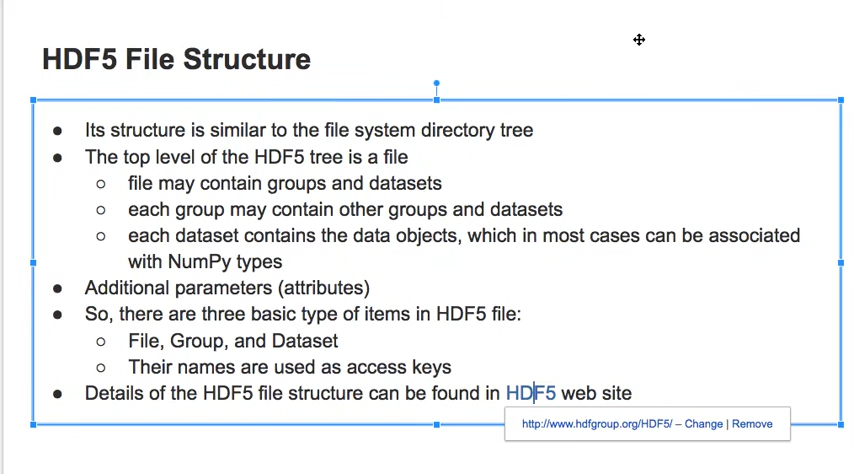 HDF5 File Structure
● Its structure is similar to the file system directory tree
● The top level of the HDF5 tree is a file
○ file may contain groups and datasets
○ each group may contain other groups and datasets
○ each dataset contains the data objects, which in most cases can be associated
with NumPy types
● Additional parameters (attributes)
● So, there are three basic type of items in HDF5 file:
○ File, Group, and Dataset
○ Their names are used as access keys
● Details of the HDF5 file structure can be found in HDF5 web site
http://www.hdfgroup.org/HDF5/ – Change | Remove